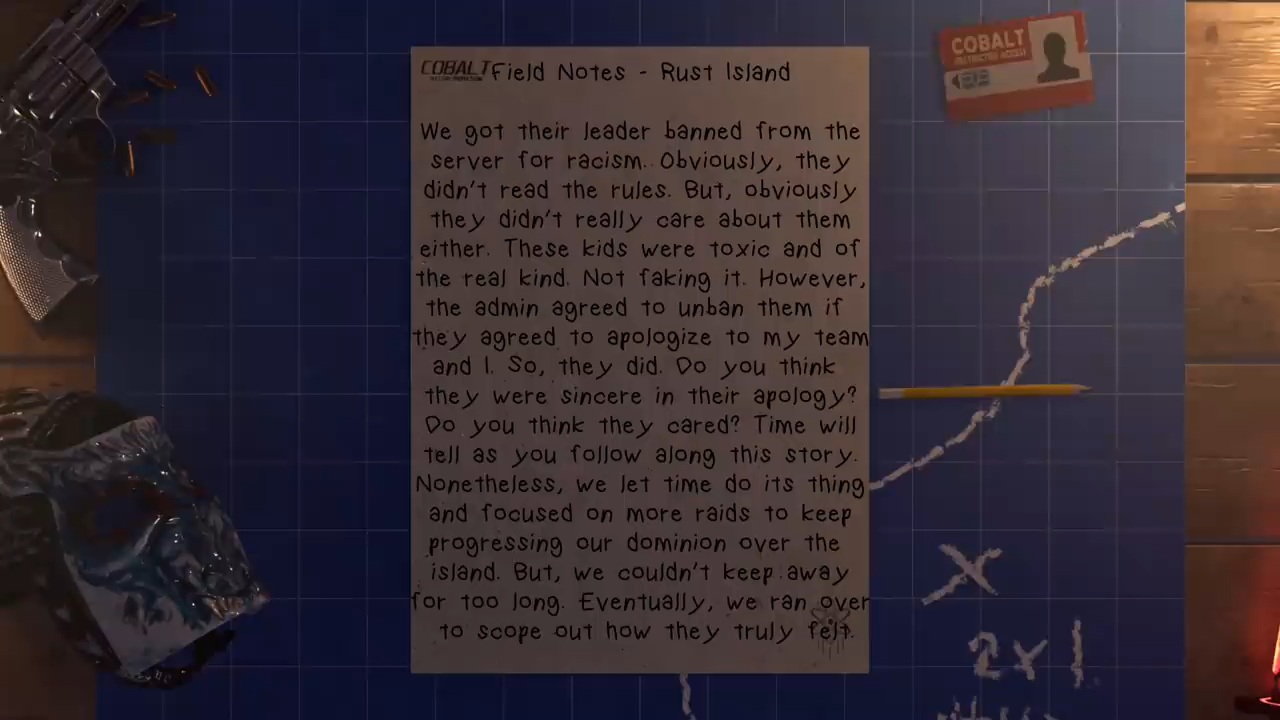 COBALT
Field Notes - Rust Island
We got their leader banned from the
server for racism. Obviously, they
didn't read the rules. But, obviously
they didn't really care about them
either. These kids were toxic and of
the real kind. Not faking it. However,
the admin agreed to unban them if
they agreed to apologize to my team
and I. So, they did. Do you think
they were sincere in their apology?
Do you think they cared? Time will
tell as you follow along this story.
Nonetheless, we let time do its thing
and focused on more raids to keep
progressing our dominion over the
island. But, we couldn't keep away
for too long. Eventually, we ran over
to scope out how they truly felt.
COBALT
RESTRICTED ACCESS
X
2x1